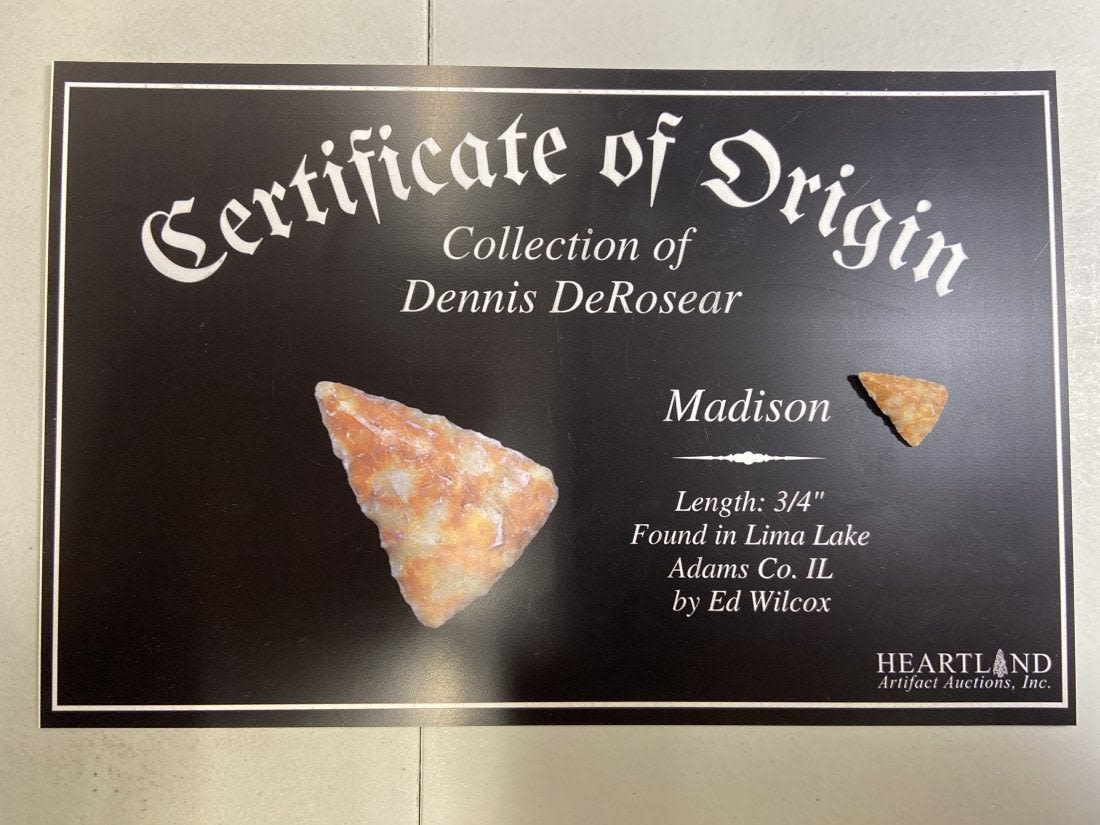 Certificate of Origin
Collection of
Dennis DeRosear
Madison
Length: 3/4"
Found in Lima Lake
Adams Co. IL
by Ed Wilcox
HEARTLAND
Artifact Auctions, Inc.